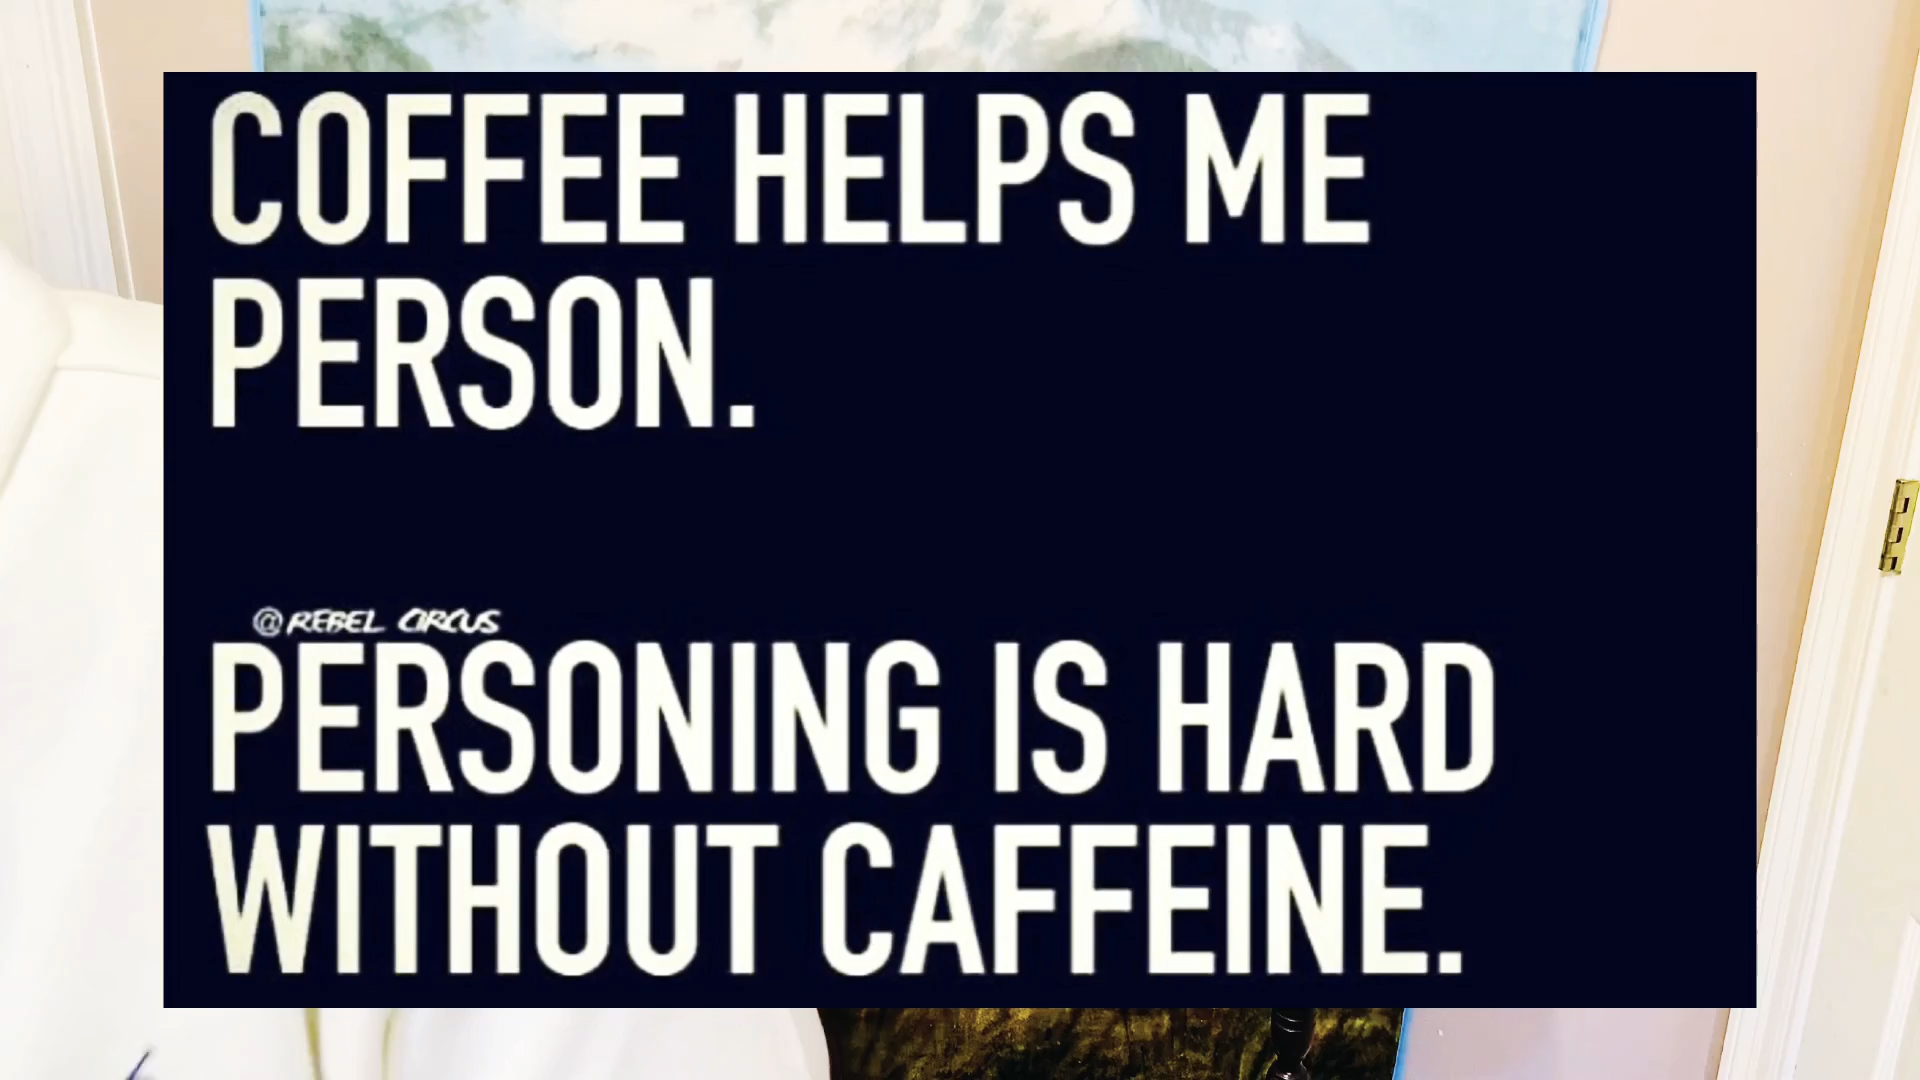 COFFEE HELPS ME
PERSON.
@REBEL CIRCUS
PERSONING IS HARD
WITHOUT CAFFEINE.